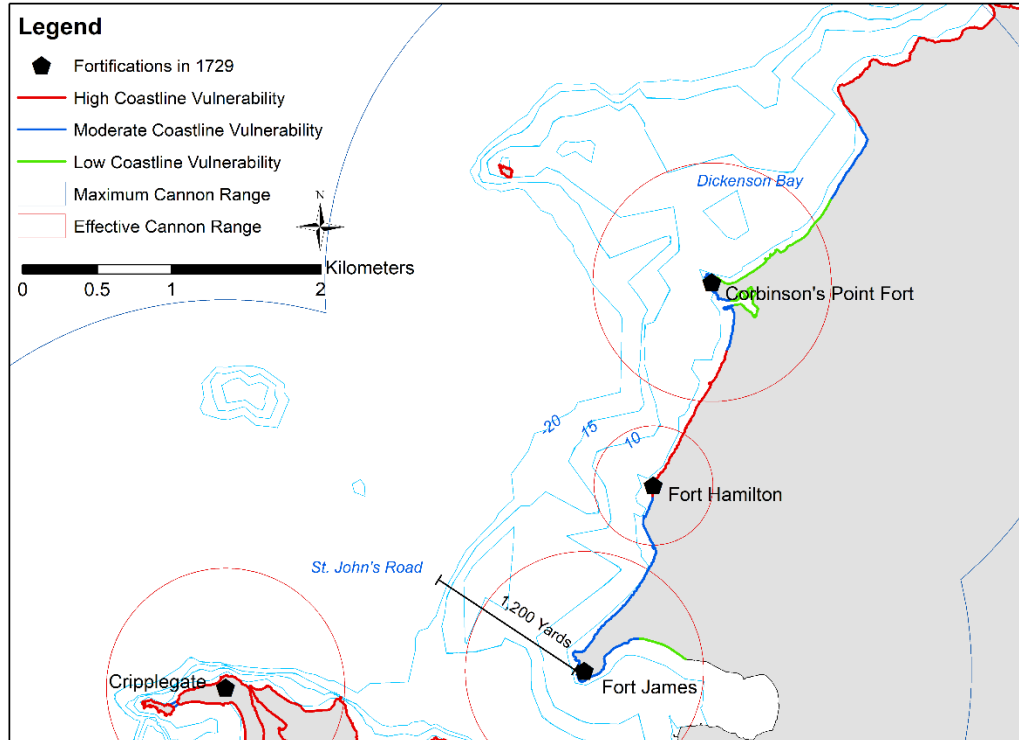 Legend
Fortifications in 1729
High Coastline Vulnerability
Moderate Coastline Vulnerability
Low Coastline Vulnerability
Maximum Cannon Range
Effective Cannon Range
N
Kilometers
0 0.5 1 2
Dickenson Bay
Corbinson's Point Fort
-20 15 10
Fort Hamilton
St. John's Road
1,200 Yards
Cripplegate
Fort James